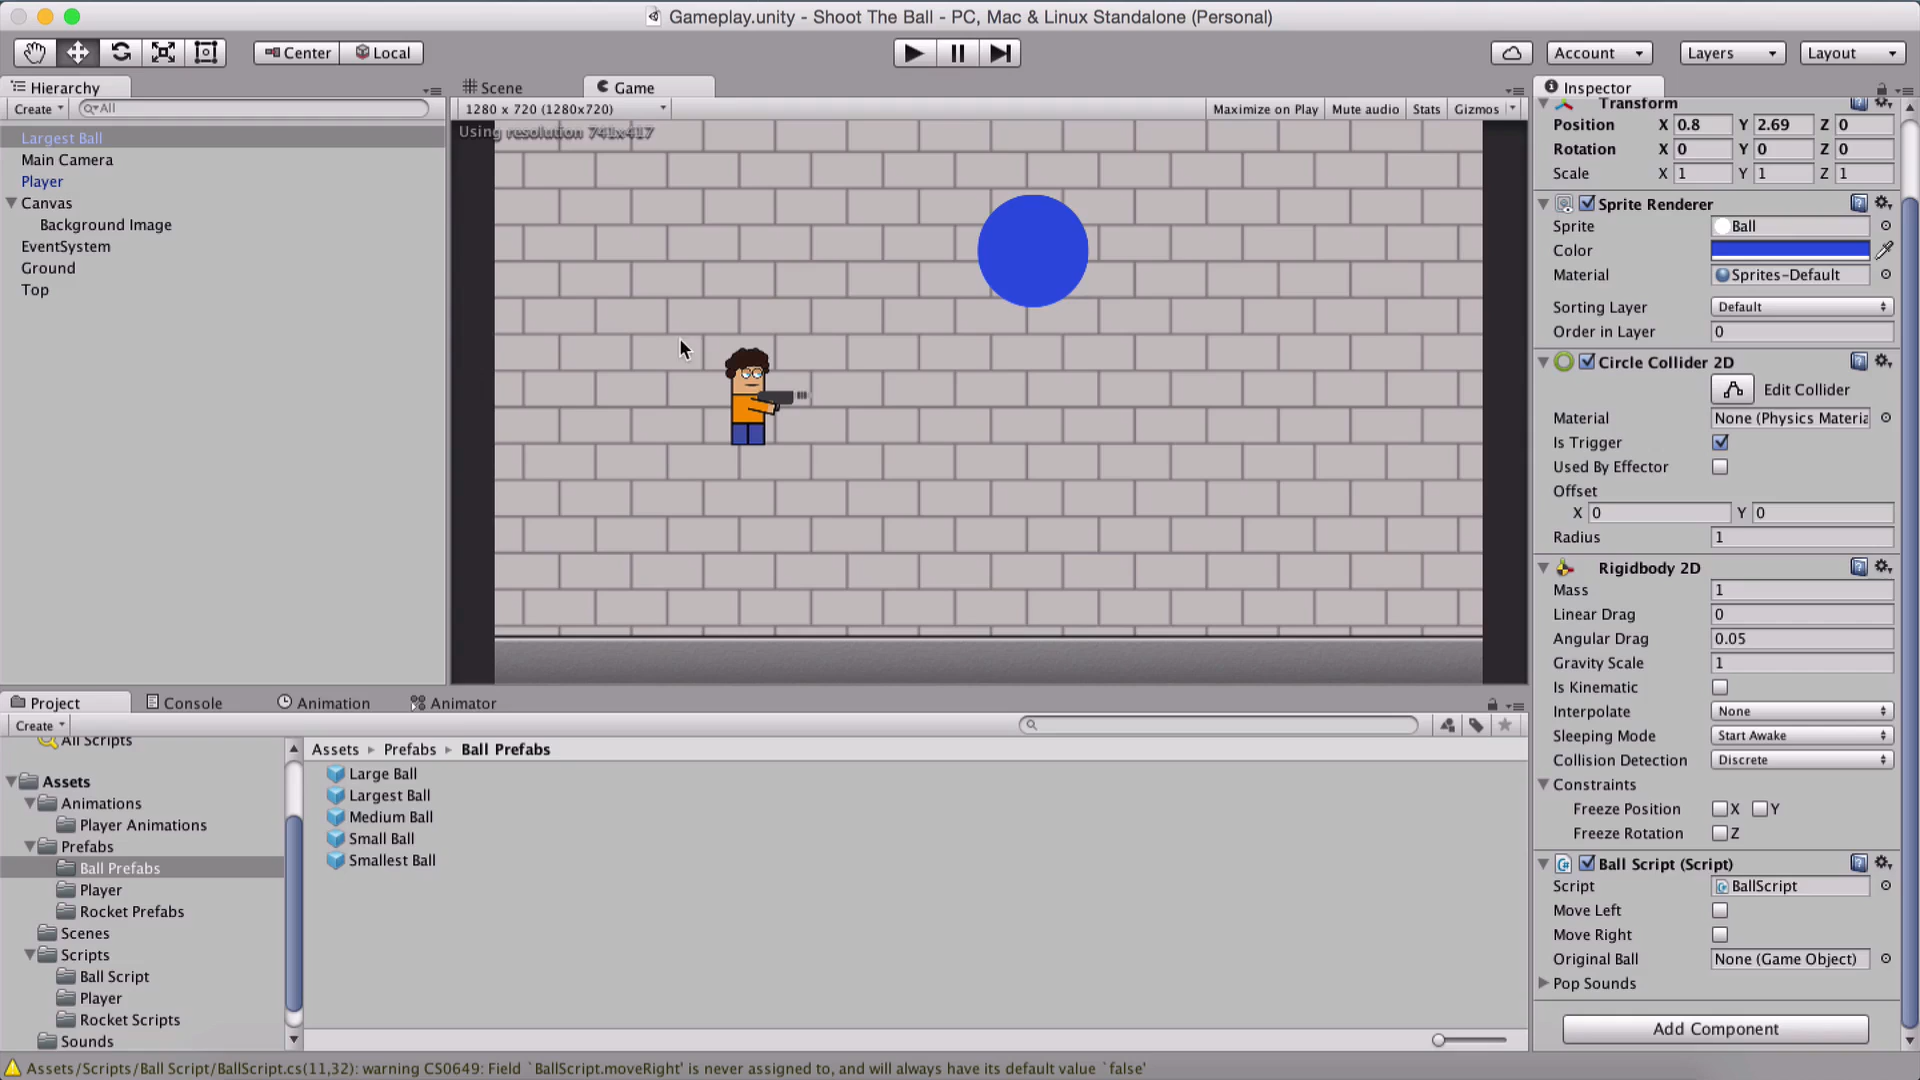 Gameplay.unity - Shoot The Ball - PC, Mac & Linux Standalone (Personal)
Center Local Account Layers Layout
Hierarchy Scene Game Inspector
Create All 1280 x 720 (1280x720) Maximize on Play Mute audio Stats Gizmos
Using resolution 741x417
Largest Ball
Main Camera
Player
Canvas
Background Image
EventSystem
Ground
Top
Transform
Position X 0.8 Y 2.69 Z 0
Rotation X 0 Y 0 Z 0
Scale X 1 Y 1 Z 1
Sprite Renderer
Sprite Ball
Color
Material Sprites-Default
Sorting Layer Default
Order in Layer 0
Circle Collider 2D
Edit Collider
Material None (Physics Materia
Is Trigger
Used By Effector
Offset
X 0 Y 0
Radius 1
Rigidbody 2D
Mass 1
Linear Drag 0
Angular Drag 0.05
Gravity Scale 1
Is Kinematic
Interpolate None
Sleeping Mode Start Awake
Collision Detection Discrete
Constraints
Freeze Position X Y
Freeze Rotation Z
Ball Script (Script)
Script BallScript
Move Left
Move Right
Original Ball None (Game Object)
Pop Sounds
Add Component
Project Console Animation Animator
Create
All Scripts
Assets
Animations
Player Animations
Prefabs
Ball Prefabs
Player
Rocket Prefabs
Scenes
Scripts
Ball Script
Player
Rocket Scripts
Sounds
Assets Prefabs Ball Prefabs
Large Ball
Largest Ball
Medium Ball
Small Ball
Smallest Ball
Assets/Scripts/Ball Script/BallScript.cs(11,32): warning CS0649: Field `BallScript.moveRight' is never assigned to, and will always have its default value `false'